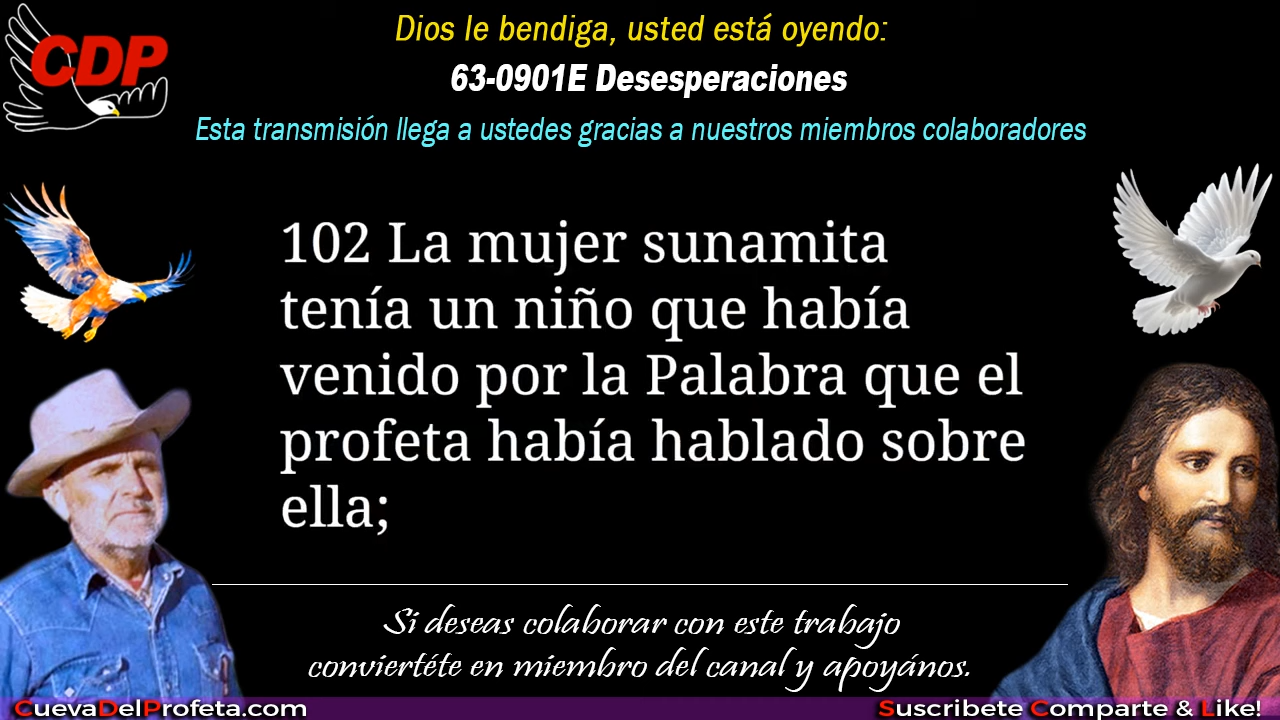 CDP
Dios le bendiga, usted está oyendo:
63-0901E Desesperaciones
Esta transmisión llega a ustedes gracias a nuestros miembros colaboradores
102 La mujer sunamita
tenía un niño que había
venido por la Palabra que el
profeta había hablado sobre
ella;
Si deseas colaborar con este trabajo
conviertéte en miembro del canal y apoyános.
CuevaDelProfeta.com
Suscribete Comparte & Like!